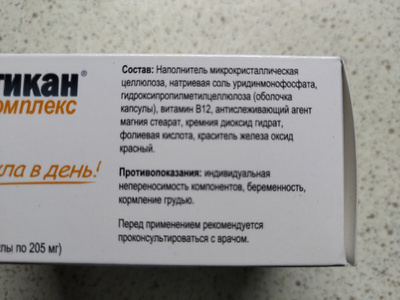 тикан®
омплекс
ла в день!
лы по 205 мг)
Состав: Наполнитель микрокристаллическая
целлюлоза, натриевая соль уридинмонофосфата,
гидроксипропилметилцеллюлоза (оболочка
капсулы), витамин В12, антислеживающий агент
магния стеарат, кремния диоксид гидрат,
фолиевая кислота, краситель железа оксид
красный.
Противопоказания: индивидуальная
непереносимость компонентов, беременность,
кормление грудью.
Перед применением рекомендуется
проконсультироваться с врачом.